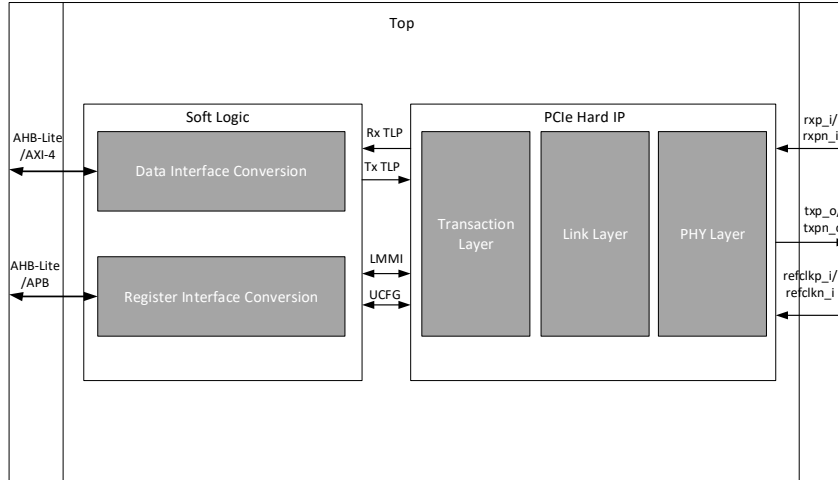 Top
Soft Logic
PCIe Hard IP
AHB-Lite
/AXI-4
Data Interface Conversion
Rx TLP
Tx TLP
Transaction
Layer
Link Layer
PHY Layer
rxp_i/
rxpn_i
txp_o/
txpn_o
AHB-Lite
/APB
Register Interface Conversion
LMMI
UCFG
refclkp_i/
refclkn_i